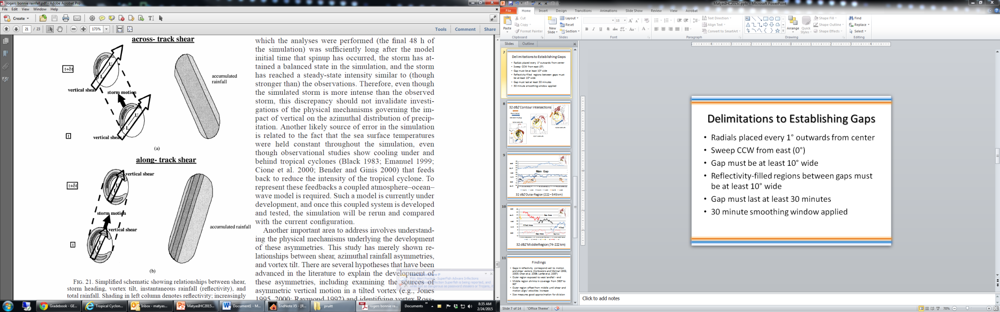 rogers bonnie rainfall.pdf - Adobe Acrobat Pro
File Edit View Window Help
Create
21 / 23
173%
Tools Comment Share
across- track shear
t+δt
U
L
vertical shear
storm motion
U
L
t
vertical shear
accumulated
rainfall
(a)
along- track shear
vertical shear
t+δt
U
L
storm motion
vertical shear
U
L
t
accumulated rainfall
(b)
FIG. 21. Simplified schematic showing relationships between shear,
storm heading, vortex tilt, instantaneous rainfall (reflectivity), and
total rainfall. Shading in left column denotes reflectivity; increasingly
which the analyses were performed (the final 48 h of
the simulation) was sufficiently long after the model
initial time that spinup has occurred, the storm has at-
tained a balanced state in the simulation, and the storm
has reached a steady-state intensity similar to (though
stronger than) the observations. Therefore, even though
the simulated storm is more intense than the observed
storm, this discrepancy should not invalidate investi-
gations of the physical mechanisms governing the im-
pact of vertical on the azimuthal distribution of precip-
itation. Another likely source of error in the simulation
is related to the fact that the sea surface temperatures
were held constant throughout the simulation, even
though observational studies show cooling under and
behind tropical cyclones (Black 1983; Emanuel 1999;
Cione et al. 2000; Bender and Ginis 2000) that feeds
back to reduce the intensity of the tropical cyclone. To
represent these feedbacks a coupled atmosphere–ocean–
wave model is required. Such a model is currently under
development, and once this coupled system is developed
and tested, the simulation will be rerun and compared
with the current configuration.
Another important area to address involves understand-
ing the physical mechanisms underlying the development
of these asymmetries. This study has merely shown re-
lationships between shear, azimuthal rainfall asymmetries,
and vortex tilt. There are several hypotheses that have been
advanced in the literature to explain the development of
these asymmetries, including examining the sources of
asymmetric vertical motion in a tilted vortex (e.g., Jones
1995, 2000; Raymond 1992) and identifying vortex Ross-
FW: Alert Posted - SuperFish Adware Infections
MatyasIHC2015c.pptx - Microsoft PowerPoint
File Home Insert Design Transitions Animations Slide Show Review View Acrobat
Paste
Cut
Copy
Format Painter
Clipboard
New
Slide
Layout
Reset
Section
Slides
18
Font
Text Direction
Align Text
Convert to SmartArt
Paragraph
Arrange
Quick
Styles
Shape Fill
Shape Outline
Shape Effects
Drawing
Find
Replace
Select
Editing
Slides Outline
7
Delimitations to Establishing Gaps
Radials placed every 1° outwards from center
Sweep CCW from east (0°)
Gap must be at least 10° wide
Reflectivity-filled regions between gaps must
be at least 10° wide
Gap must last at least 30 minutes
30 minute smoothing window applied
8
32 dBZ Contour Intersections
9
Main Gap
32 dBZ Outer Region (222 – 545 km)
10
Gap Area
Filled Area
Filled
Gap Area
32 dBZ Middle Region (74-222 km)
11
Findings
Gaps in reflectivity correspond well to motion
and shear vectors (Corbosiero and Molinari 2002,
2003; Chen et al. 2006; Lonfat et al. 2007)
Outer region exposed to west landfall - end
Middle region shrinks in coverage from 360° to
90°
Outer region offset from middle until shear and
motion align/ velocities increase
Size measures good approximation for division
Delimitations to Establishing Gaps
• Radials placed every 1° outwards from center
• Sweep CCW from east (0°)
• Gap must be at least 10° wide
• Reflectivity-filled regions between gaps must
be at least 10° wide
• Gap must last at least 30 minutes
• 30 minute smoothing window applied
Click to add notes
Slide 7 of 14 "Office Theme" 70%
Gradebook - GE... Tropical Cyclon... Inbox - matyas... MatyasIHC2015... Document1 - M... EndNote X5 - [R... pruitt rogers bonnie ra... Documents 8:35 AM
2/24/2015